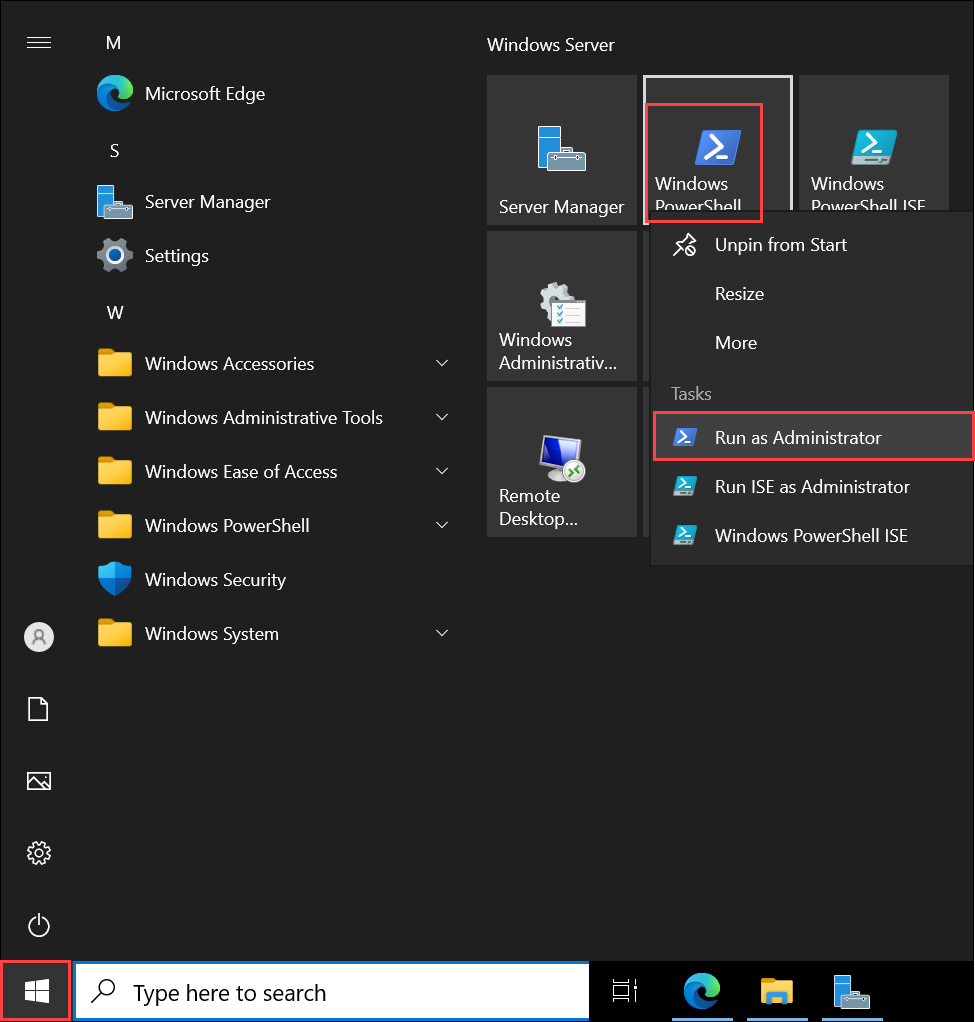 M
Microsoft Edge
S
Server Manager
Settings
W
Windows Accessories
Windows Administrative Tools
Windows Ease of Access
Windows PowerShell
Windows Security
Windows System
Windows Server
Server Manager
Windows
PowerShell
Windows
PowerShell ISE
Windows
Administrativ...
Remote
Desktop...
Unpin from Start
Resize
More
Tasks
Run as Administrator
Run ISE as Administrator
Windows PowerShell ISE
Type here to search